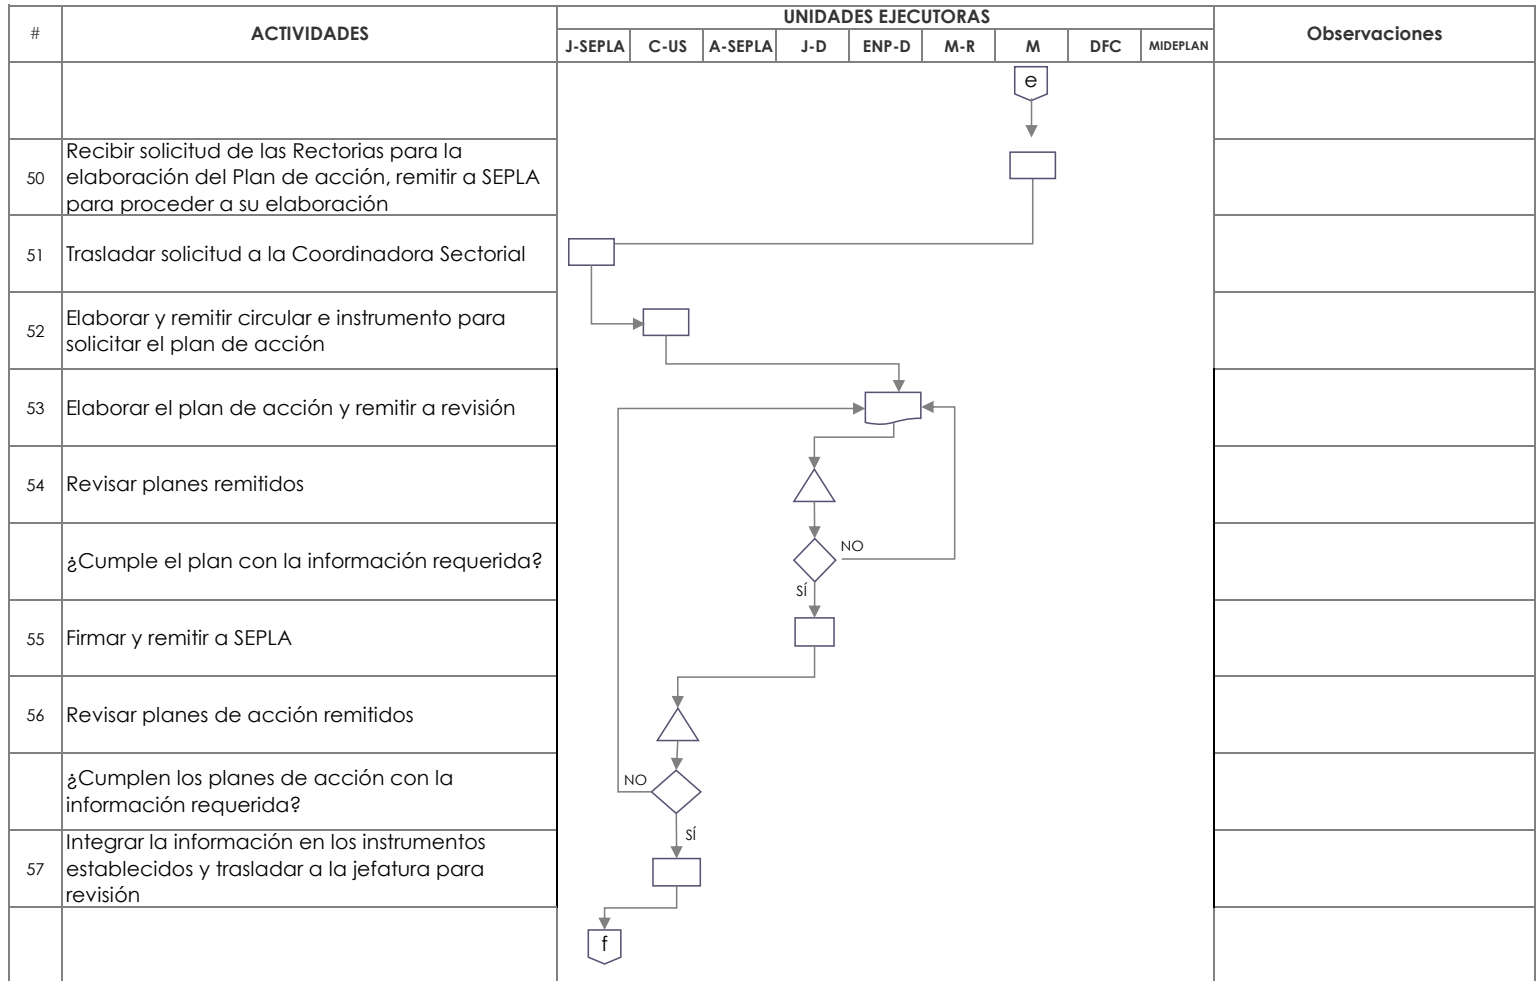 #
ACTIVIDADES
UNIDADES EJECUTORAS
Observaciones
J-SEPLA C-US A-SEPLA J-D ENP-D M-R M DFC MIDEPLAN
e
50
Recibir solicitud de las Rectorias para la
elaboración del Plan de acción, remitir a SEPLA
para proceder a su elaboración
51
Trasladar solicitud a la Coordinadora Sectorial
52
Elaborar y remitir circular e instrumento para
solicitar el plan de acción
53
Elaborar el plan de acción y remitir a revisión
54
Revisar planes remitidos
¿Cumple el plan con la información requerida?
NO
SÍ
55
Firmar y remitir a SEPLA
56
Revisar planes de acción remitidos
¿Cumplen los planes de acción con la
información requerida?
NO
SÍ
57
Integrar la información en los instrumentos
establecidos y trasladar a la jefatura para
revisión
f